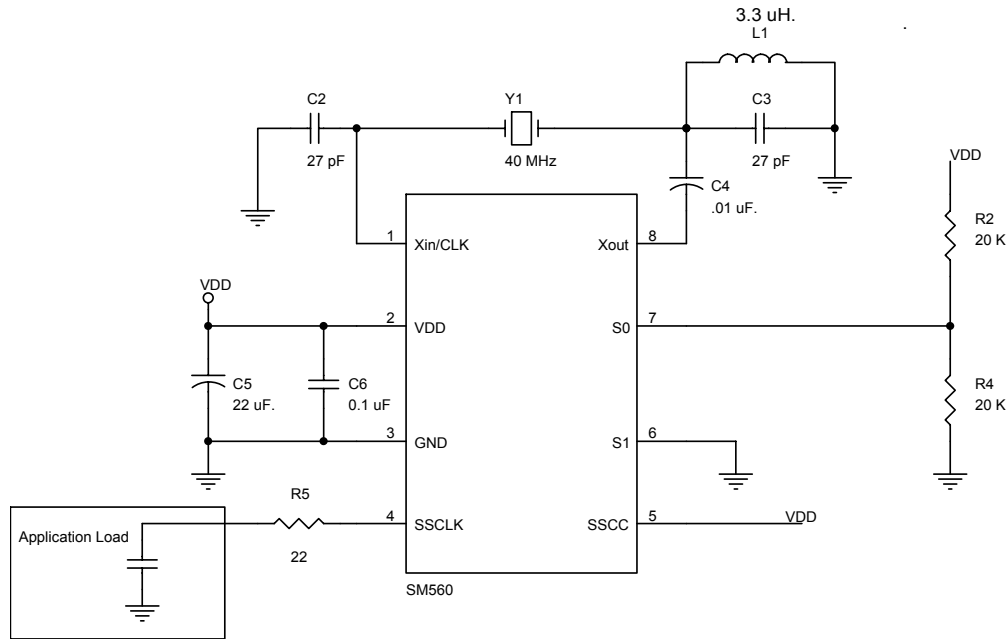 3.3 uH.
L1
C2
Y1
C3
27 pF
40 MHz
27 pF
VDD
C4
.01 uF.
R2
20 K
1
Xin/CLK
Xout
8
VDD
2
VDD
S0
7
C5
22 uF.
C6
0.1 uF
R4
20 K
3
GND
S1
6
R5
4
SSCLK
SSCC
5
VDD
Application Load
22
SM560